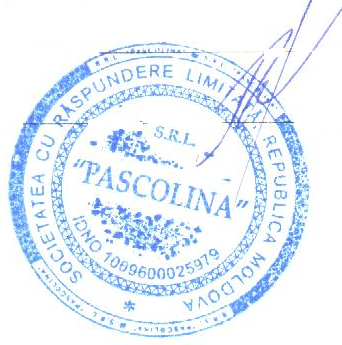 SOCIETATEA CU RĂSPUNDERE LIMITATĂ REPUBLICA MOLDOVA
S.R.L.
"PASCOLINA"
IDNO 1009600025979
*